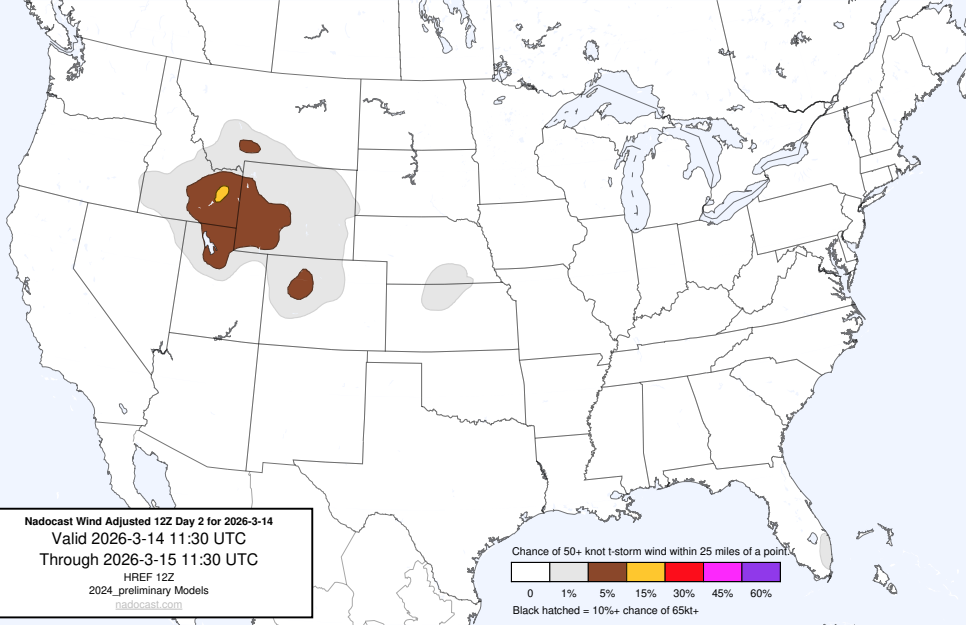 Nadocast Wind Adjusted 12Z Day 2 for 2026-3-14
Valid 2026-3-14 11:30 UTC
Through 2026-3-15 11:30 UTC
HREF 12Z
2024_preliminary Models
nadocast.com
Chance of 50+ knot t-storm wind within 25 miles of a point.
0 1% 5% 15% 30% 45% 60%
Black hatched = 10%+ chance of 65kt+